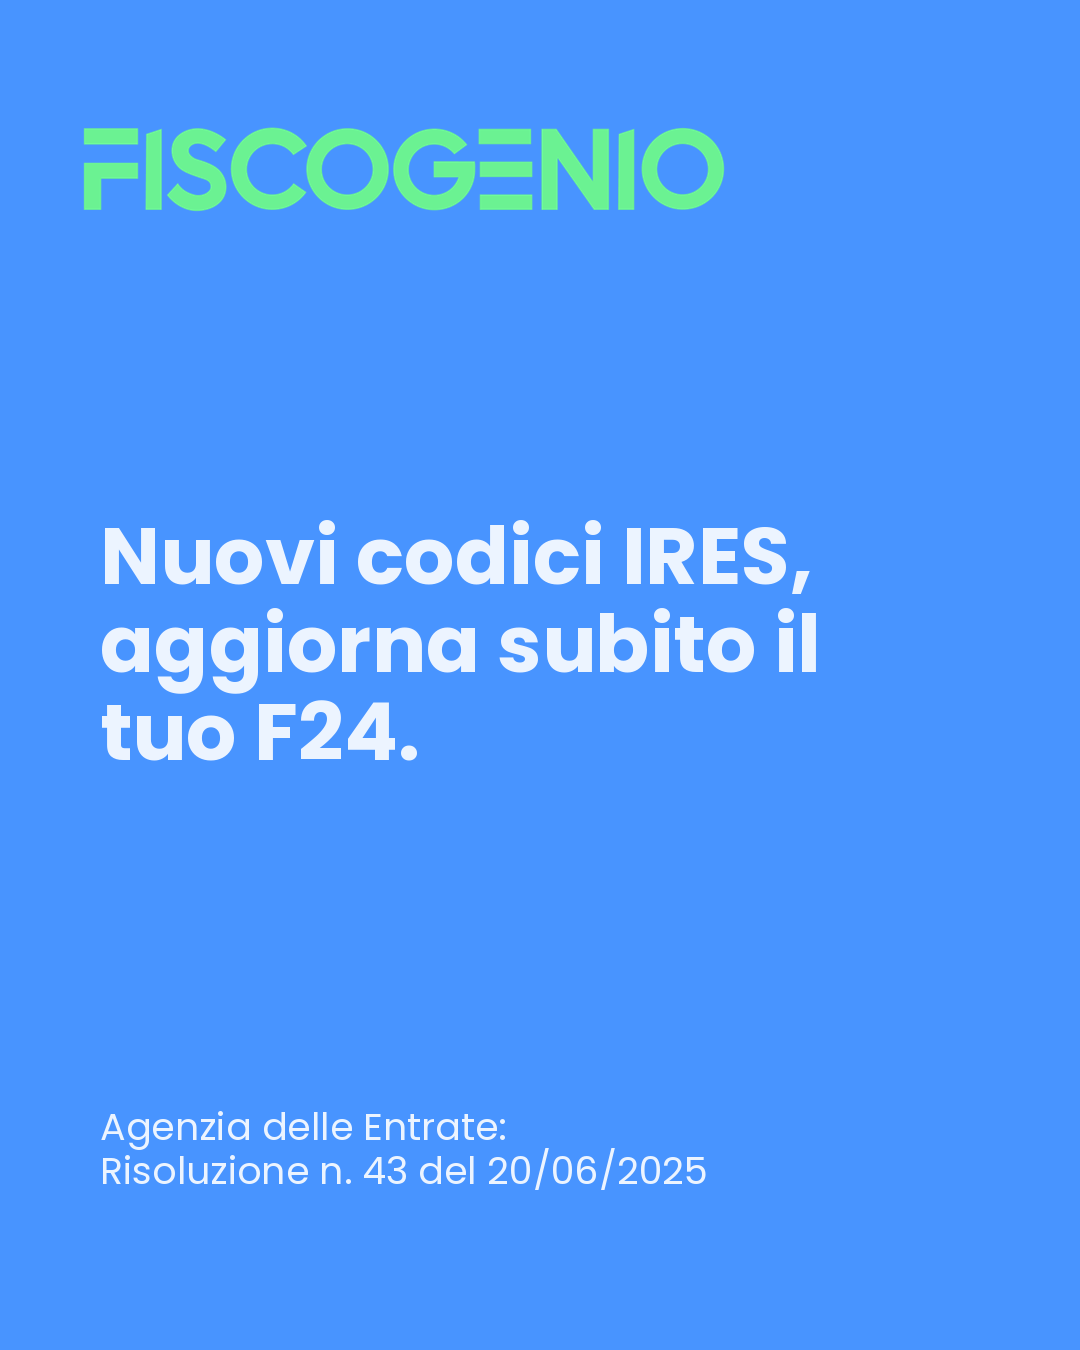 FISCOGENIO
Nuovi codici IRES,
aggiorna subito il
tuo F24.
Agenzia delle Entrate:
Risoluzione n. 43 del 20/06/2025